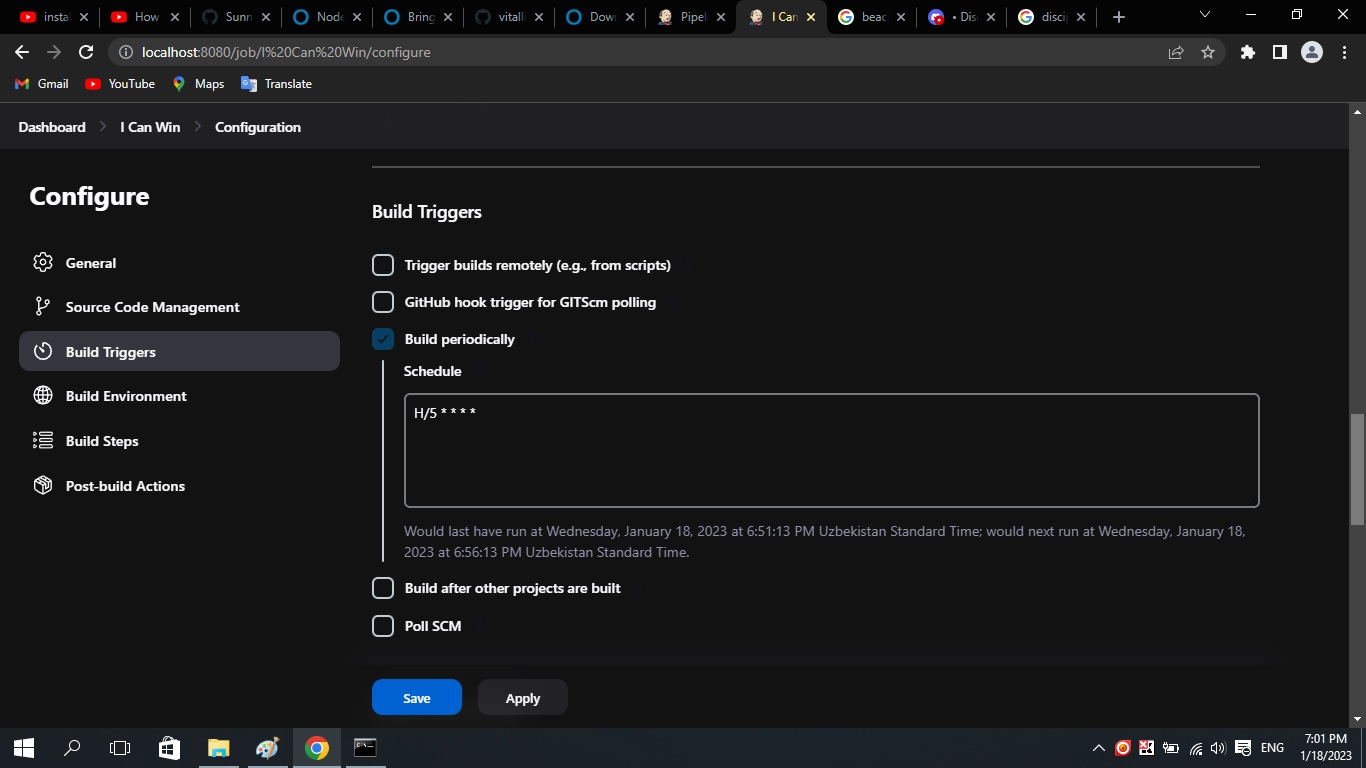 insta
How
Sunn
Node
Bring
vitalli
Down
Pipel
I Can
beac
• Dis
disci
localhost:8080/job/I%20Can%20Win/configure
Gmail
YouTube
Maps
Translate
Dashboard
I Can Win
Configuration
Configure
General
Source Code Management
Build Triggers
Build Environment
Build Steps
Post-build Actions
Build Triggers
Trigger builds remotely (e.g., from scripts)
GitHub hook trigger for GITScm polling
Build periodically
Schedule
H/5 * * * *
Would last have run at Wednesday, January 18, 2023 at 6:51:13 PM Uzbekistan Standard Time; would next run at Wednesday, January 18,
2023 at 6:56:13 PM Uzbekistan Standard Time.
Build after other projects are built
Poll SCM
Save
Apply
ENG
7:01 PM
1/18/2023